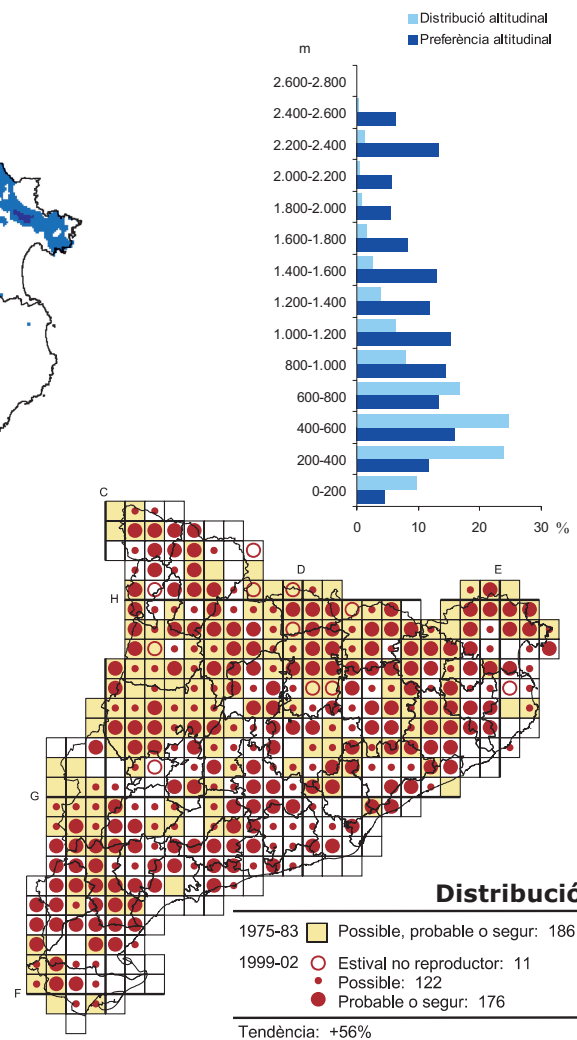 Distribució altitudinal
Preferència altitudinal
m
2.600-2.800
2.400-2.600
2.200-2.400
2.000-2.200
1.800-2.000
1.600-1.800
1.400-1.600
1.200-1.400
1.000-1.200
800-1.000
600-800
400-600
200-400
0-200
0 10 20 30 %
C
D
E
H
G
F
Distribució
1975-83 Possible, probable o segur: 186
1999-02 Estival no reproductor: 11
Possible: 122
Probable o segur: 176
Tendència: +56%